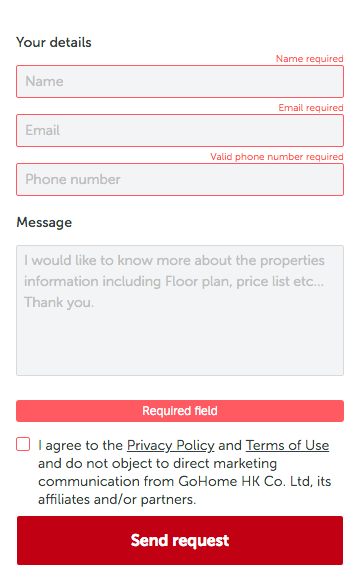 Your details
Name required
Name
Email required
Email
Valid phone number required
Phone number
Message
I would like to know more about the properties
information including Floor plan, price list etc...
Thank you.
Required field
I agree to the Privacy Policy and Terms of Use
and do not object to direct marketing
communication from GoHome HK Co. Ltd, its
affiliates and/or partners.
Send request